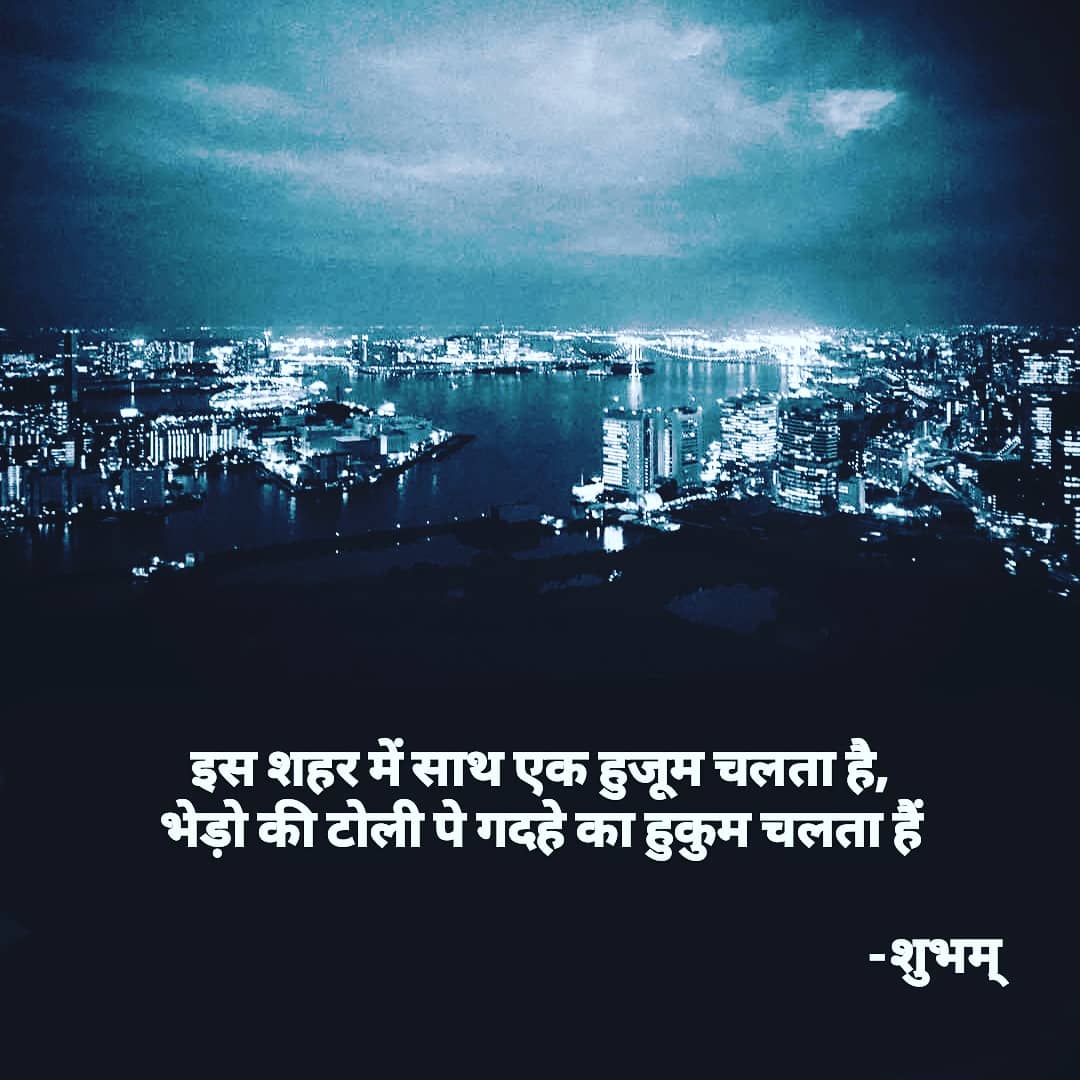 इस शहर में साथ एक हुजूम चलता है,
भेड़ो की टोली पे गदहे का हुकुम चलता हैं
-शुभम्